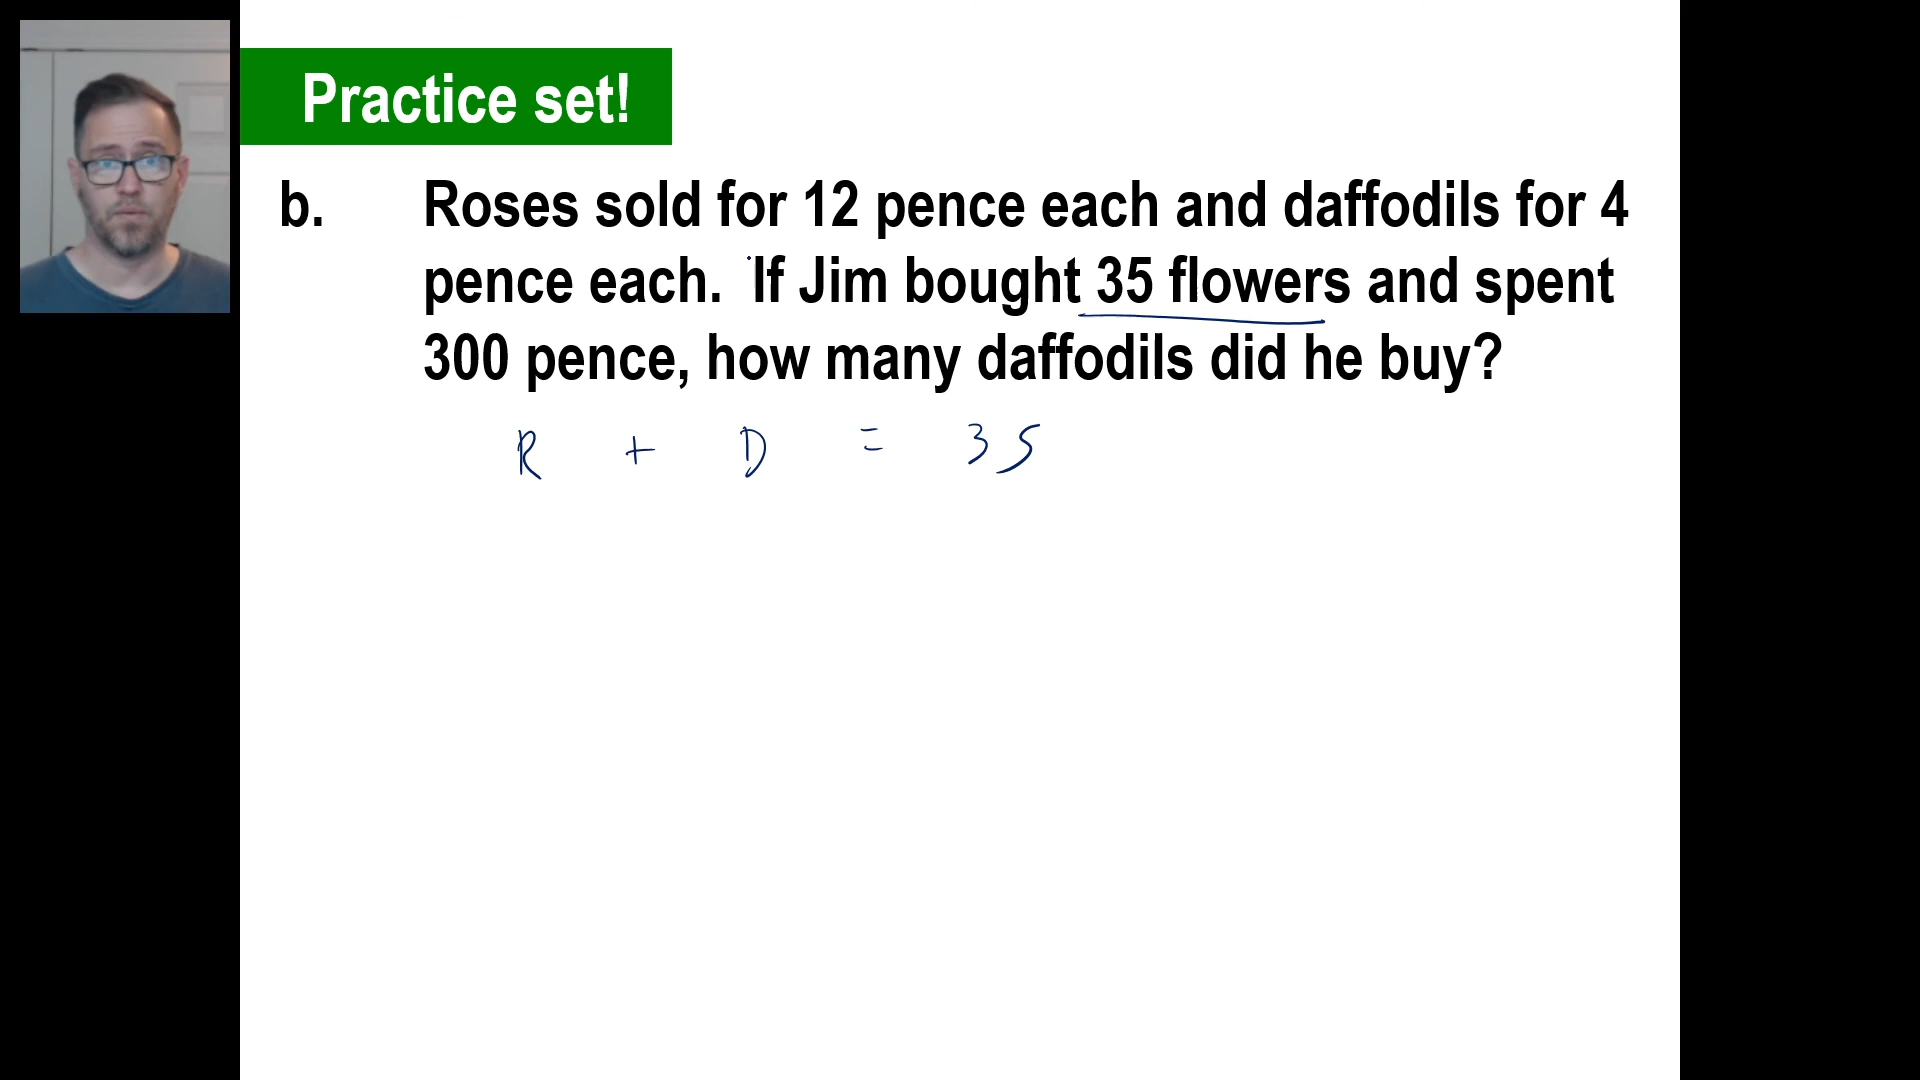 Practice set!
b. Roses sold for 12 pence each and daffodils for 4
pence each. If Jim bought 35 flowers and spent
300 pence, how many daffodils did he buy?
R + D = 35